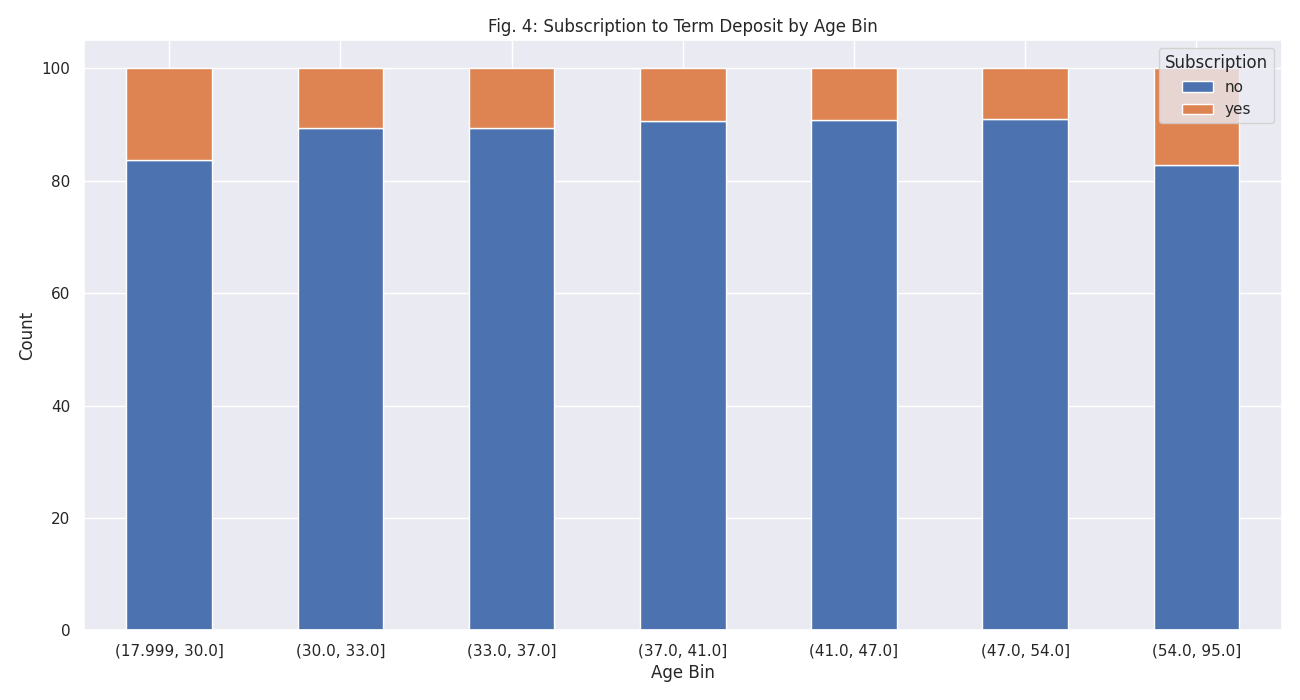 Fig. 4: Subscription to Term Deposit by Age Bin
Subscription
no
yes
100
80
60
40
20
0
Count
(17.999, 30.0]
(30.0, 33.0]
(33.0, 37.0]
(37.0, 41.0]
(41.0, 47.0]
(47.0, 54.0]
(54.0, 95.0]
Age Bin